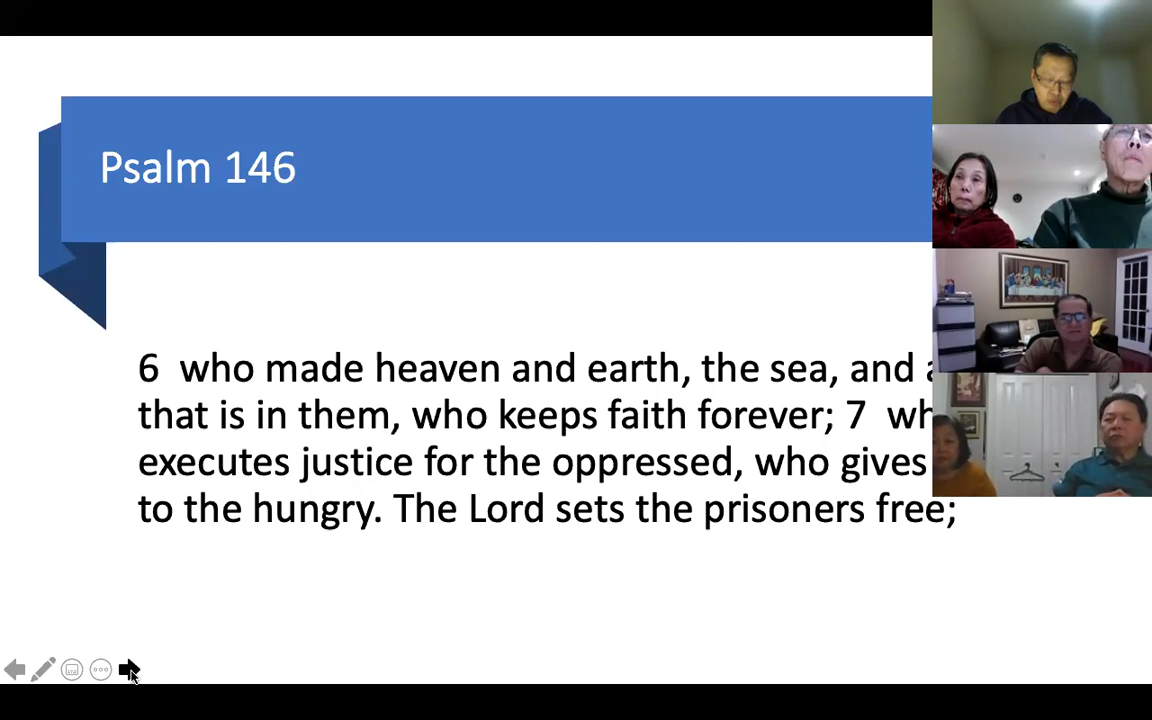 Psalm 146
6 who made heaven and earth, the sea, and
that is in them, who keeps faith forever; 7
executes justice for the oppressed, who gives
to the hungry. The Lord sets the prisoners free;